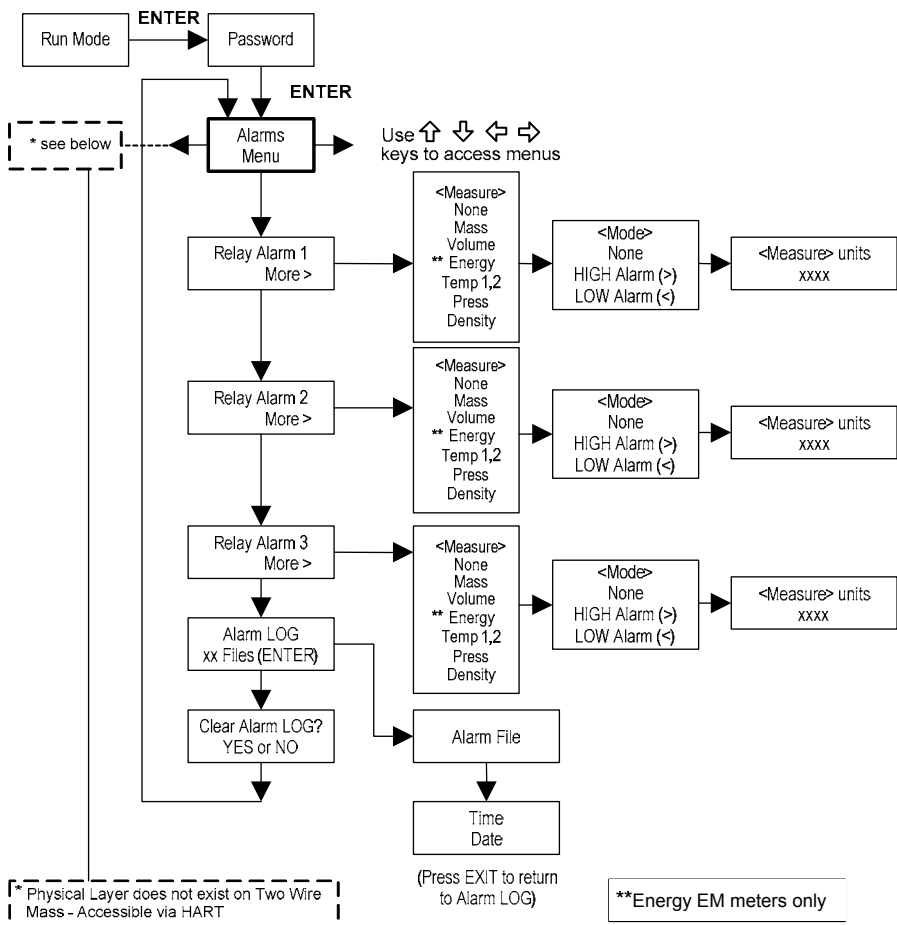 ENTER
Run Mode
Password
ENTER
* see below
Alarms
Menu
Use
keys to access menus
Relay Alarm 1
More >
<Measure>
None
Mass
Volume
** Energy
Temp 1,2
Press
Density
<Mode>
None
HIGH Alarm (>)
LOW Alarm (<)
<Measure> units
xxxx
Relay Alarm 2
More >
<Measure>
None
Mass
Volume
** Energy
Temp 1,2
Press
Density
<Mode>
None
HIGH Alarm (>)
LOW Alarm (<)
<Measure> units
xxxx
Relay Alarm 3
More >
<Measure>
None
Mass
Volume
** Energy
Temp 1,2
Press
Density
<Mode>
None
HIGH Alarm (>)
LOW Alarm (<)
<Measure> units
xxxx
Alarm LOG
xx Files (ENTER)
Clear Alarm LOG?
YES or NO
Alarm File
Time
Date
(Press EXIT to return
to Alarm LOG)
* Physical Layer does not exist on Two Wire
Mass - Accessible via HART
**Energy EM meters only